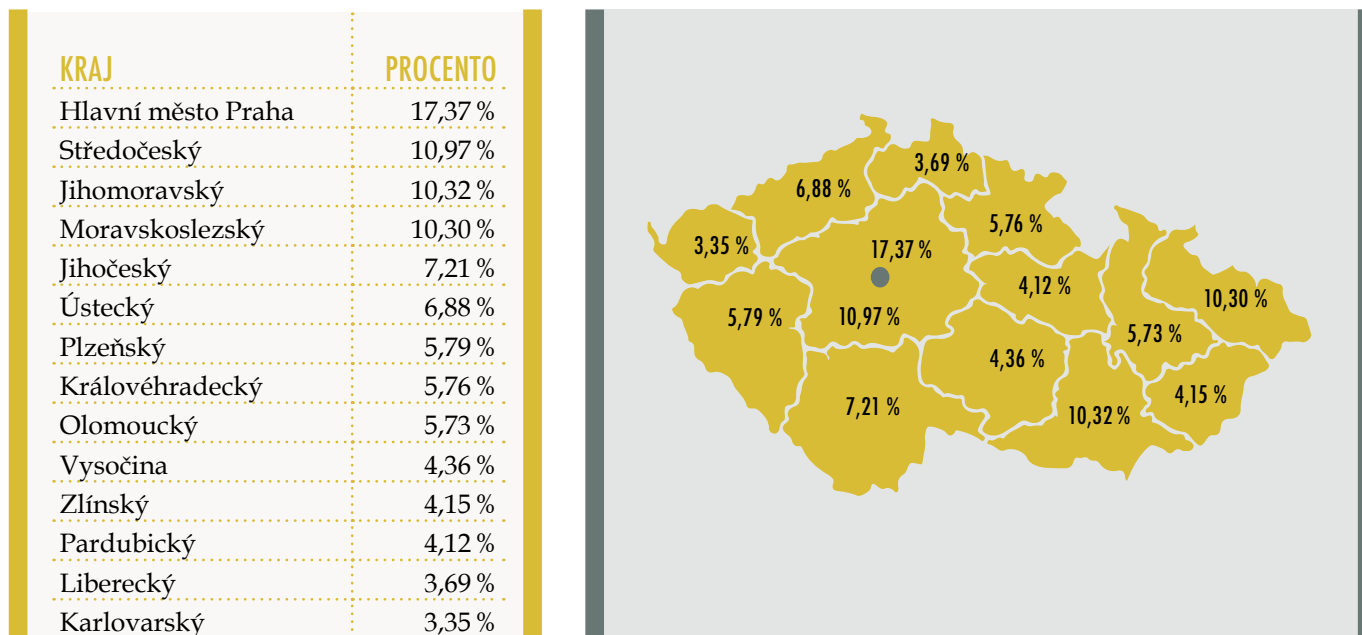 KRAJ PROCENTO
Hlavní město Praha 17,37 %
Středočeský 10,97 %
Jihomoravský 10,32 %
Moravskoslezský 10,30 %
Jihočeský 7,21 %
Ústecký 6,88 %
Plzeňský 5,79 %
Královéhradecký 5,76 %
Olomoucký 5,73 %
Vysočina 4,36 %
Zlínský 4,15 %
Pardubický 4,12 %
Liberecký 3,69 %
Karlovarský 3,35 %
3,69 %
6,88 %
5,76 %
3,35 %
17,37 %
4,12 %
10,30 %
5,79 %
10,97 %
5,73 %
4,36 %
4,15 %
7,21 %
10,32 %